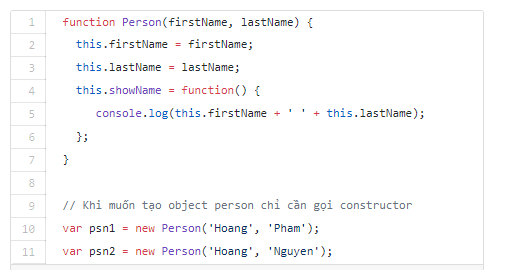 1 function Person(firstName, lastName) {
2 this.firstName = firstName;
3 this.lastName = lastName;
4 this.showName = function() {
5 console.log(this.firstName + ' ' + this.lastName);
6 };
7 }
8
9 // Khi muốn tạo object person chỉ cần gọi constructor
10 var psn1 = new Person('Hoang', 'Pham');
11 var psn2 = new Person('Hoang', 'Nguyen');